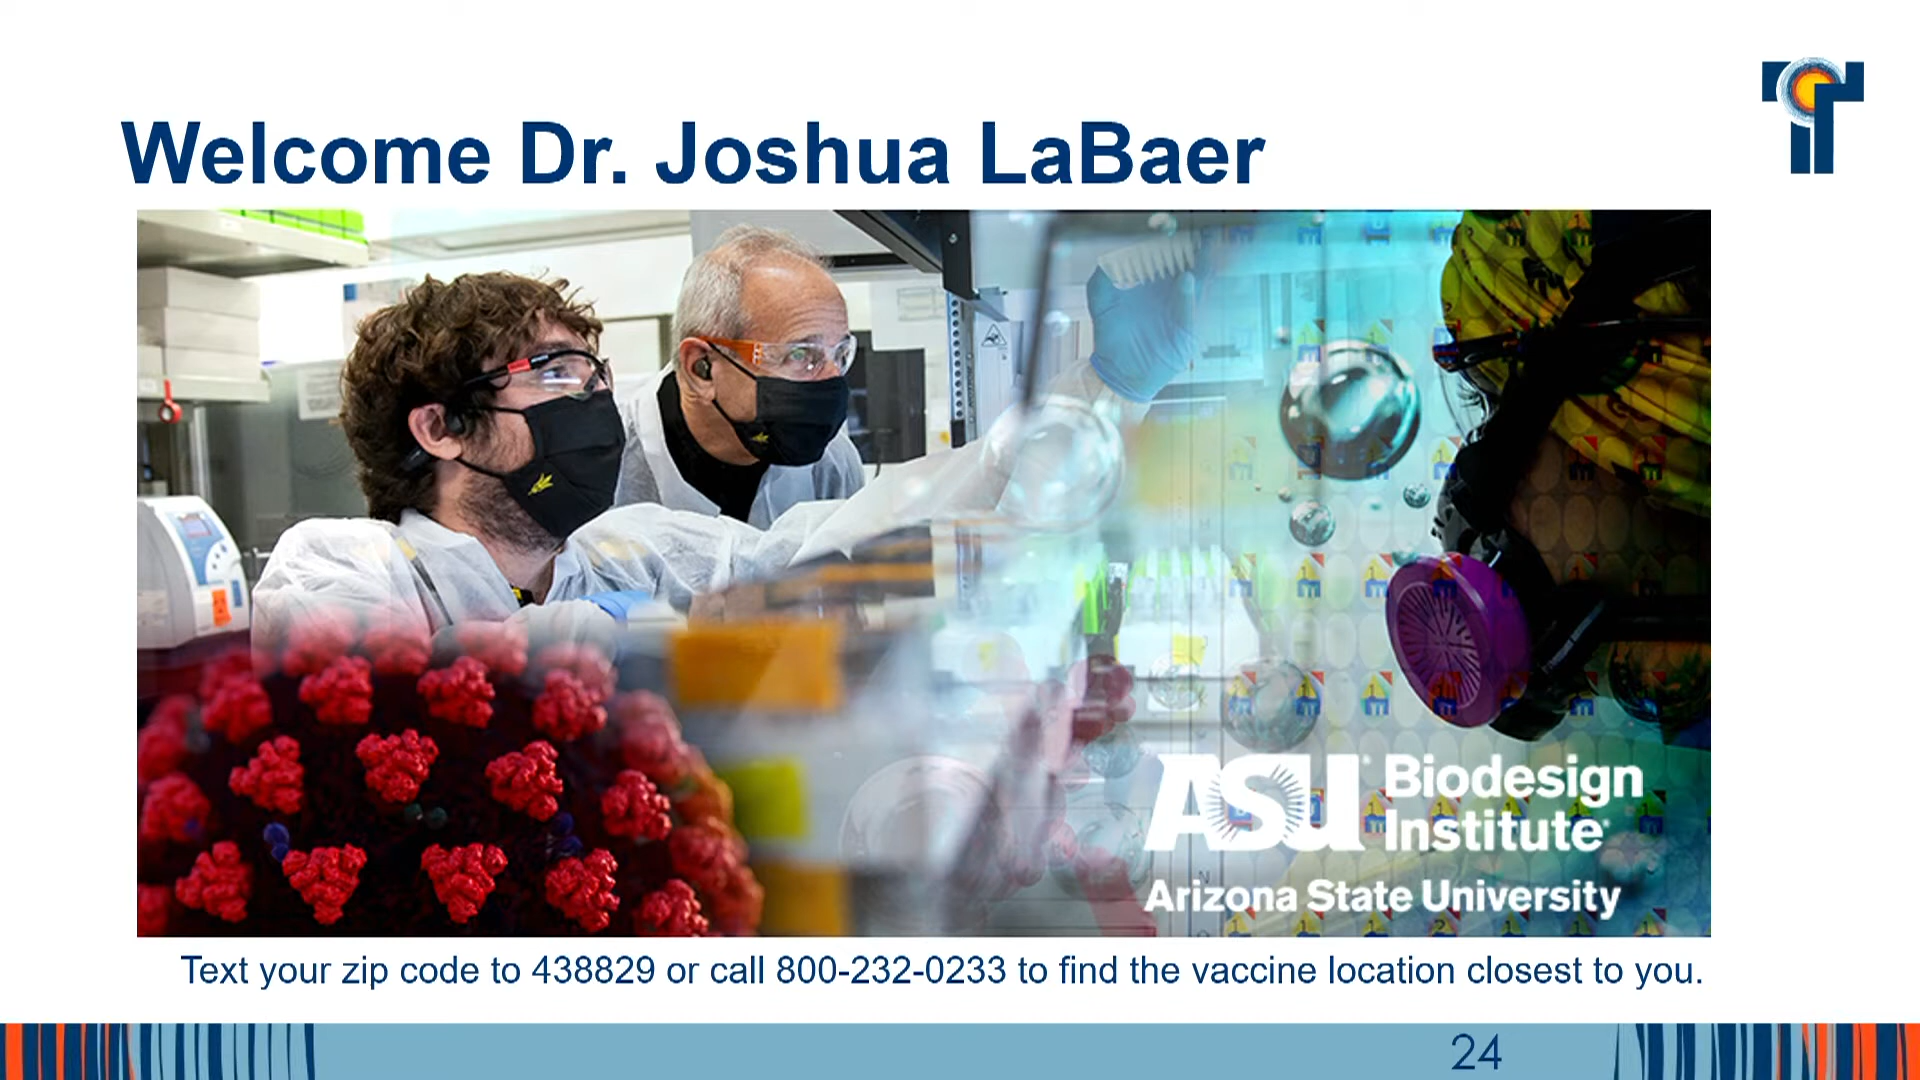 Welcome Dr. Joshua LaBaer
ASU Biodesign
Institute
Arizona State University
Text your zip code to 438829 or call 800-232-0233 to find the vaccine location closest to you.
24